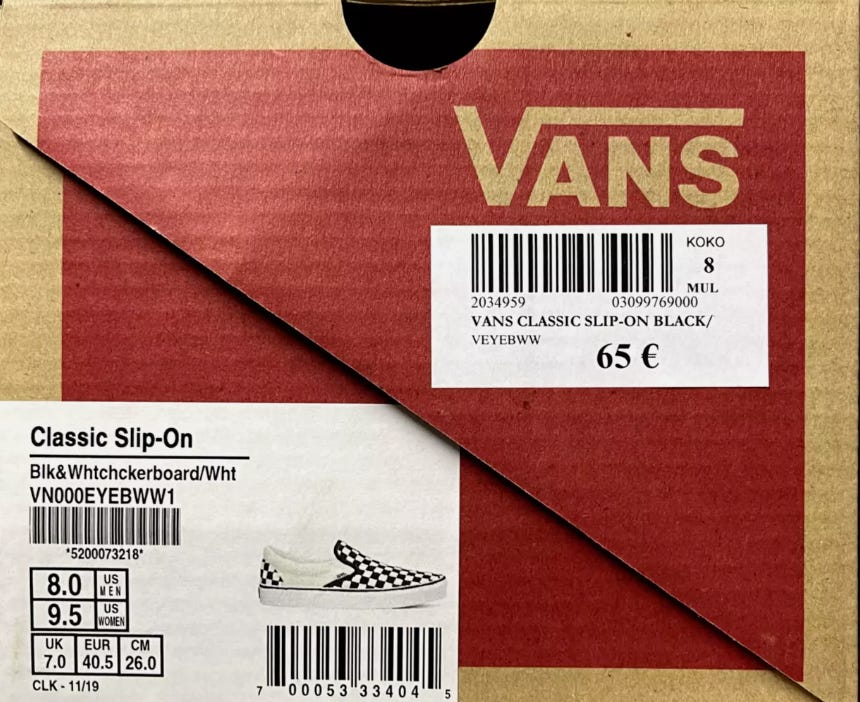 VANS
KOKO
8
MUL
2034959 03099769000
VANS CLASSIC SLIP-ON BLACK/
VEYEBWW
65 €
Classic Slip-On
Blk&Whtchckerboard/Wht
VN000EYEBWW1
*5200073218*
8.0 US MEN
9.5 US WOMEN
UK EUR CM
7.0 40.5 26.0
CLK - 11/19
7 00053 33404 5